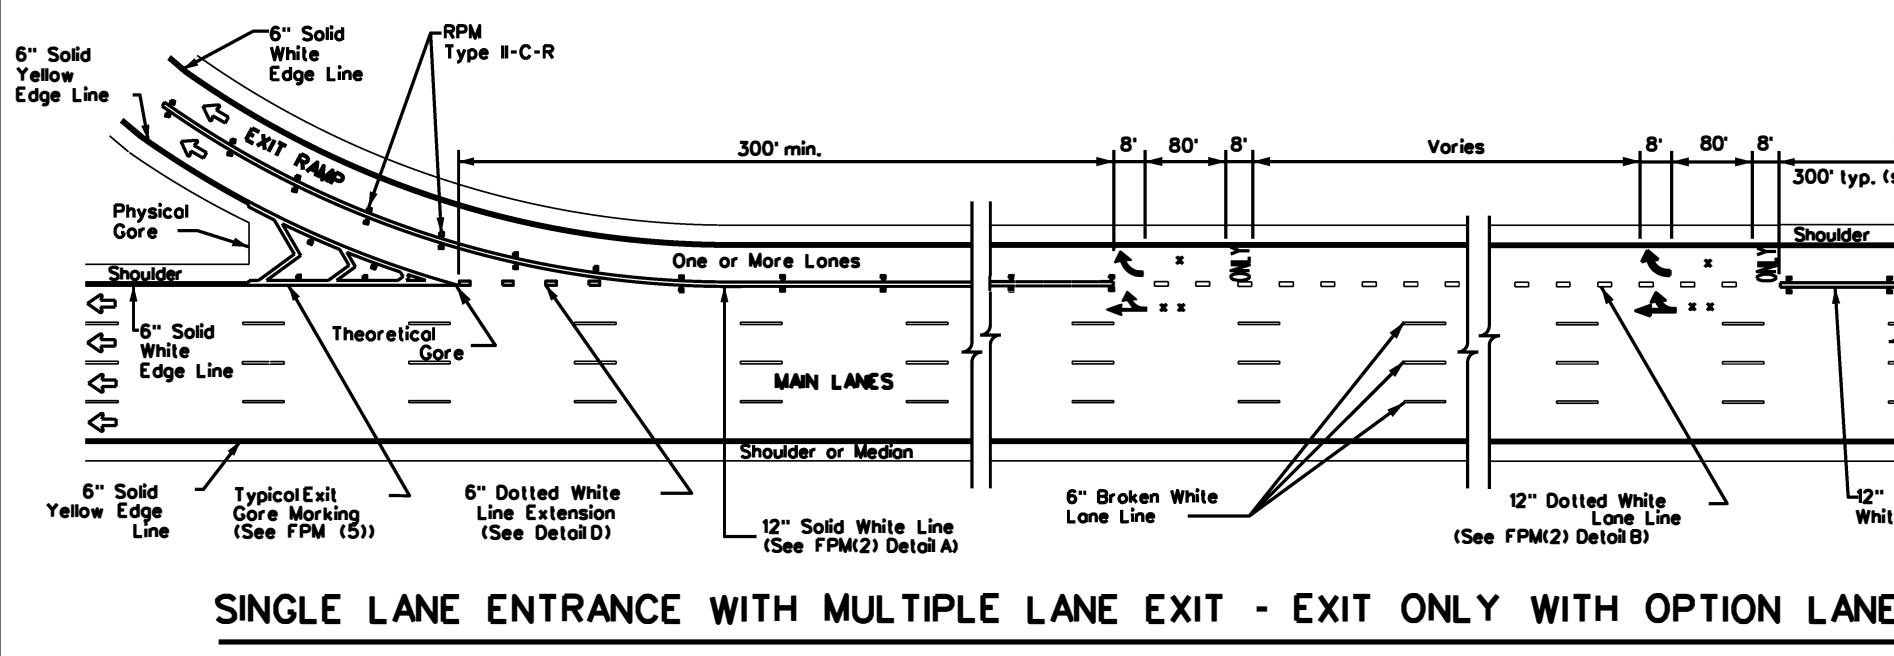 6" Solid
White
Edge Line
RPM
Type II-C-R
6" Solid
Yellow
Edge Line
EXIT RAMP
300' min.
8'
80'
8'
Varies
8'
80'
8'
300' typ. (s
Physical
Gore
Shoulder
Shoulder
One or More Lanes
ONLY
ONLY
6" Solid
White
Edge Line
Theoretical
Gore
MAIN LANES
Shoulder or Median
6" Solid
Yellow Edge
Line
Typical Exit
Gore Marking
(See FPM (5))
6" Dotted White
Line Extension
(See Detail D)
12" Solid White Line
(See FPM(2) Detail A)
6" Broken White
Lane Line
12" Dotted White
Lane Line
(See FPM(2) Detail B)
12"
Whit
SINGLE LANE ENTRANCE WITH MULTIPLE LANE EXIT - EXIT ONLY WITH OPTION LANE